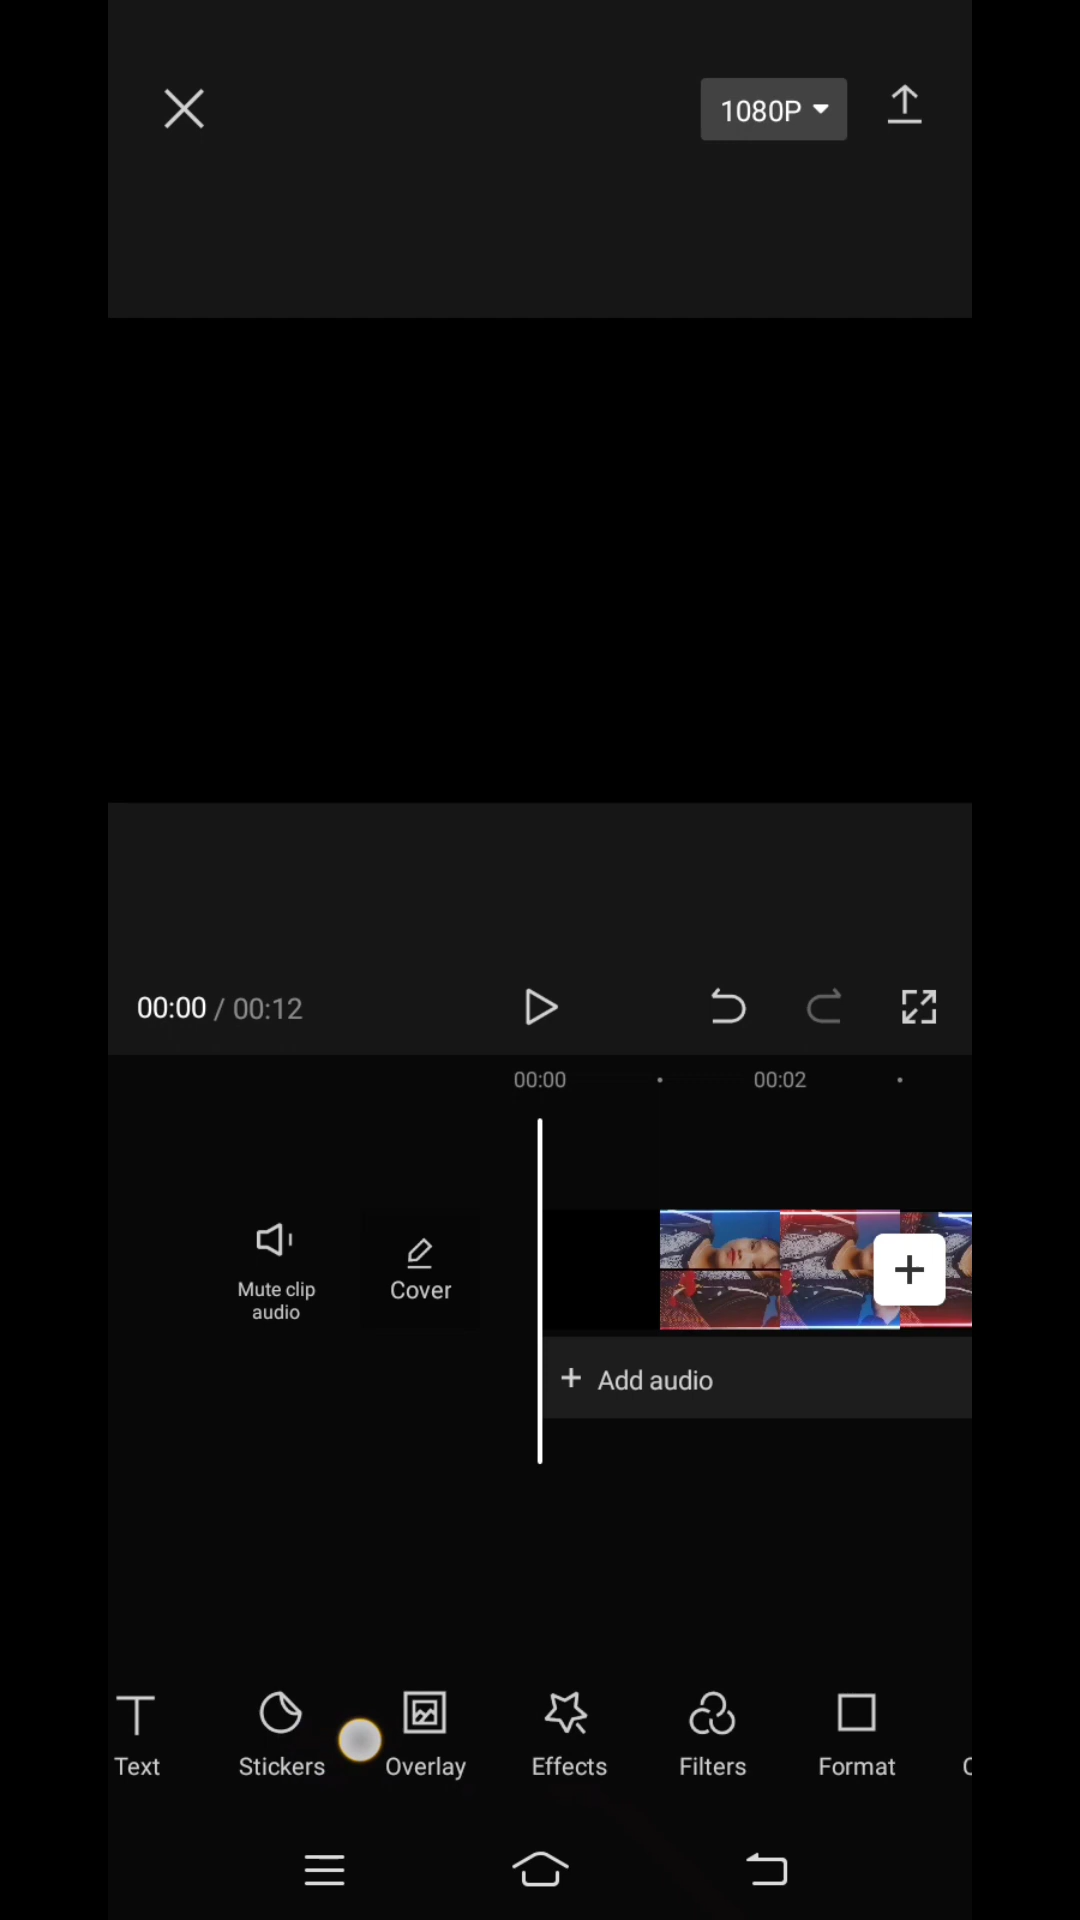 1080P
00:00 / 00:12
00:00 00:02
Mute clip
audio
Cover
Add audio
Text Stickers Overlay Effects Filters Format